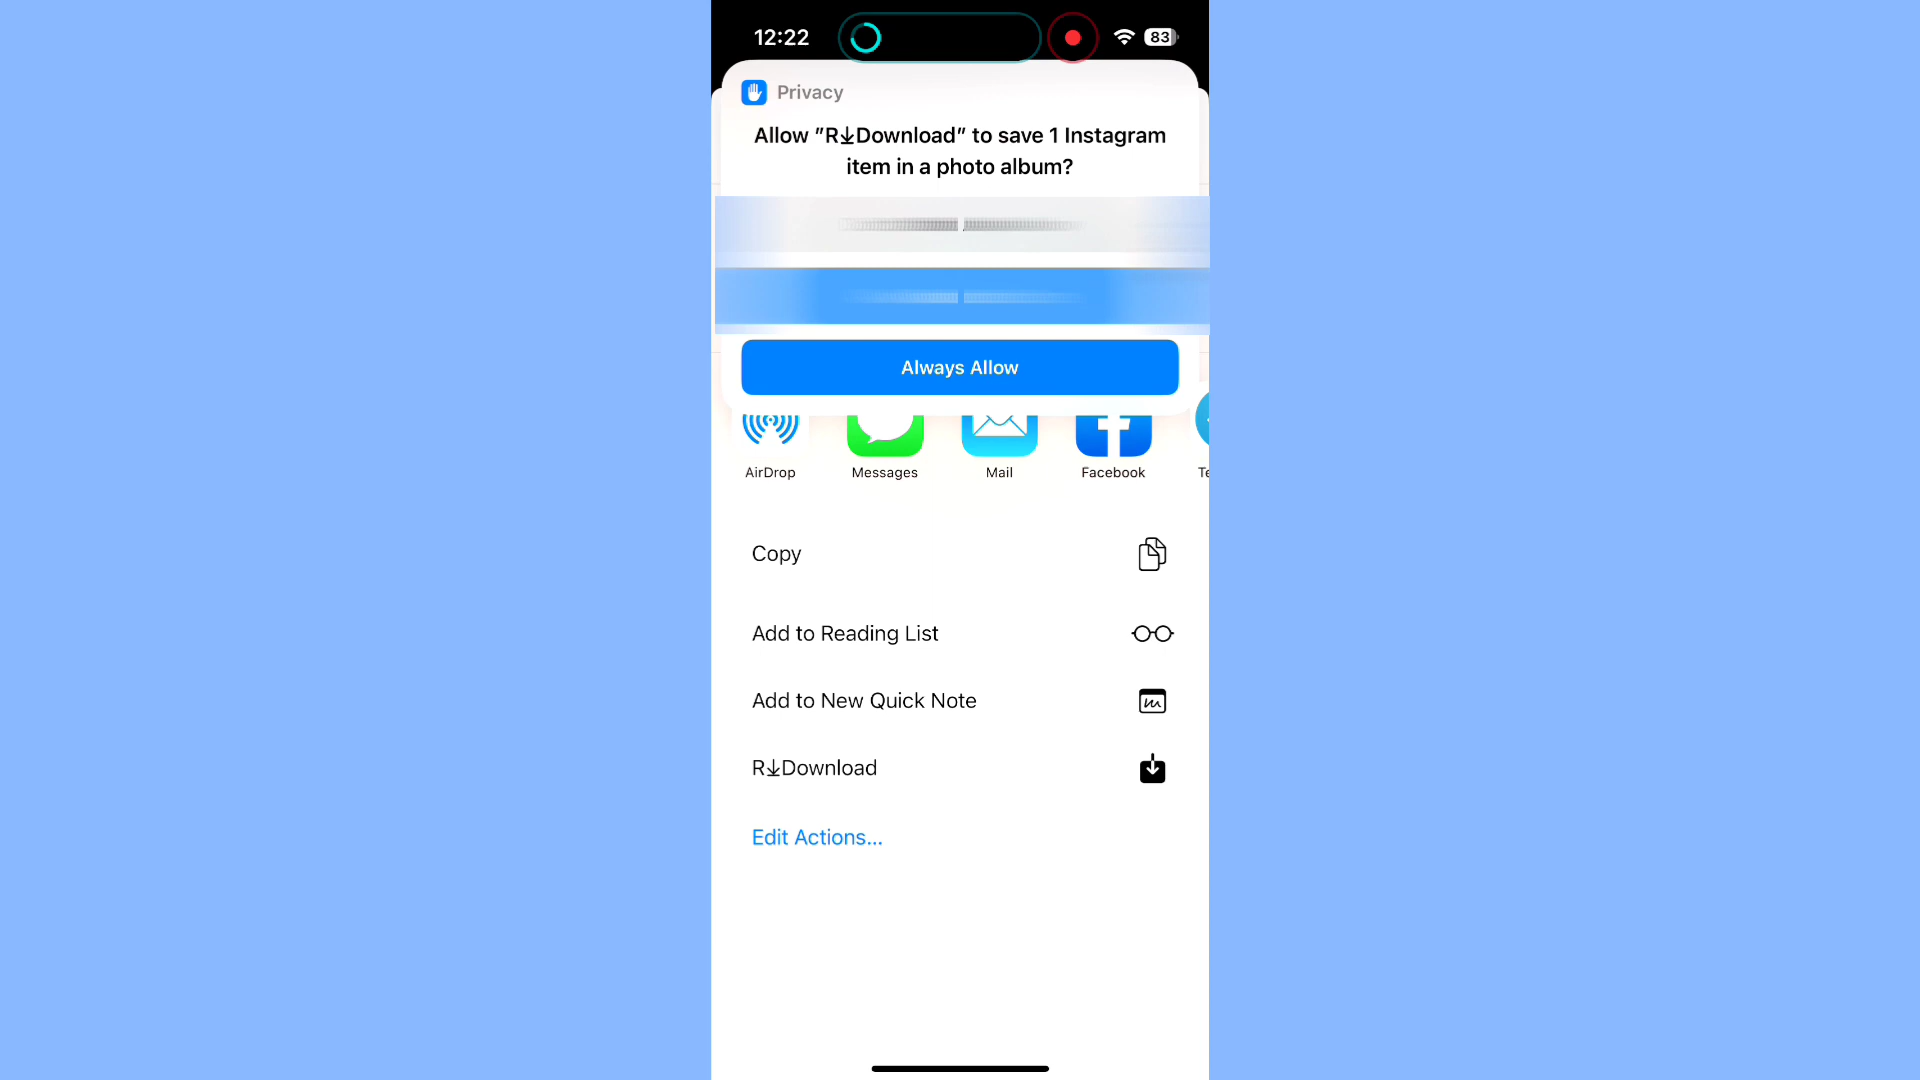 12:22
83
Privacy
Allow "R↓Download" to save 1 Instagram
item in a photo album?
Always Allow
AirDrop
Messages
Mail
Facebook
Copy
Add to Reading List
Add to New Quick Note
R↓Download
Edit Actions...